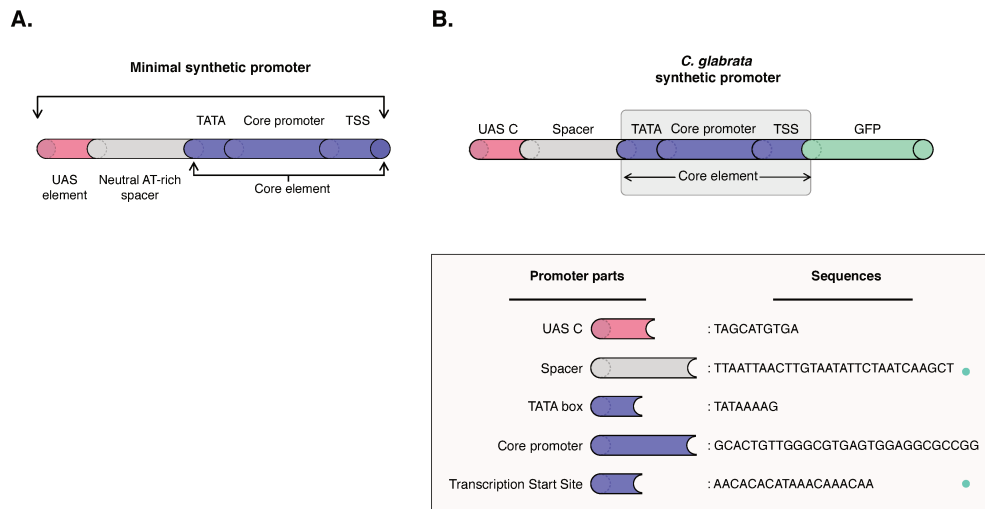 A.
Minimal synthetic promoter
TATA Core promoter TSS
UAS element
Neutral AT-rich spacer
Core element
B.
C. glabrata
synthetic promoter
UAS C Spacer TATA Core promoter TSS GFP
Core element
Promoter parts Sequences
UAS C : TAGCATGTGA
Spacer : TTAATTAACTTGTAATATTCTAATCAAGCT
TATA box : TATAAAAG
Core promoter : GCACTGTTGGGCGTGAGTGGAGGCGCCGG
Transcription Start Site : AACACACATAAACAAACAA